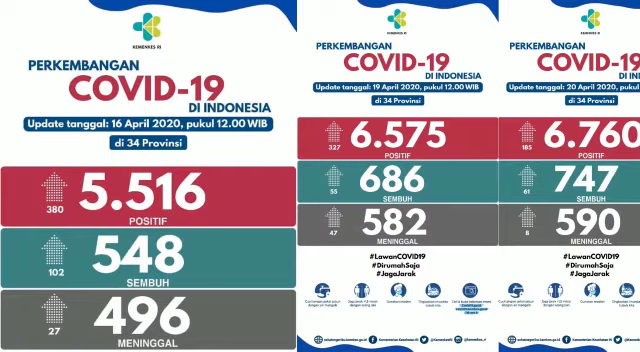 KEMENKES RI
PERKEMBANGAN
COVID-19
DI INDONESIA
Update tanggal: 16 April 2020, pukul 12.00 WIB
di 34 Provinsi
380
5.516
POSITIF
102
548
SEMBUH
27
496
MENINGGAL
KEMENKES RI
PERKEMBANGAN
COVID-19
DI INDONESIA
Update tanggal: 19 April 2020, pukul 12.00 WIB
di 34 Provinsi
327
6.575
POSITIF
55
686
SEMBUH
47
582
MENINGGAL
#LawanCOVID19
#DirumahSaja
#JagaJarak
KEMENKES RI
PERKEMBANGAN
COVID-19
Update tanggal: 20 April 2020, pukul 12.00
di 34 Provinsi
185
6.760
POSITIF
61
747
SEMBUH
8
590
MENINGGAL
#LawanCOVID19
#DirumahSaja
#JagaJarak